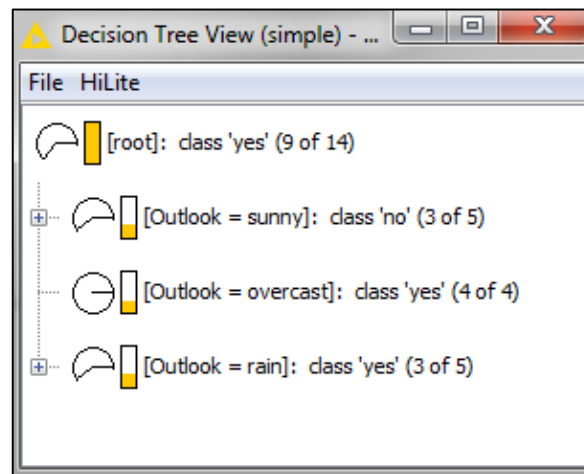 Decision Tree View (simple) - ...
File HiLite
[root]: class 'yes' (9 of 14)
[Outlook = sunny]: class 'no' (3 of 5)
[Outlook = overcast]: class 'yes' (4 of 4)
[Outlook = rain]: class 'yes' (3 of 5)